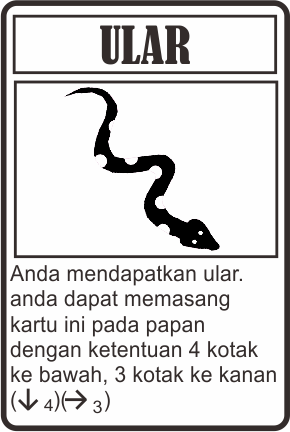 ULAR
Anda mendapatkan ular.
anda dapat memasang
kartu ini pada papan
dengan ketentuan 4 kotak
ke bawah, 3 kotak ke kanan
(↓ 4)(→ 3)